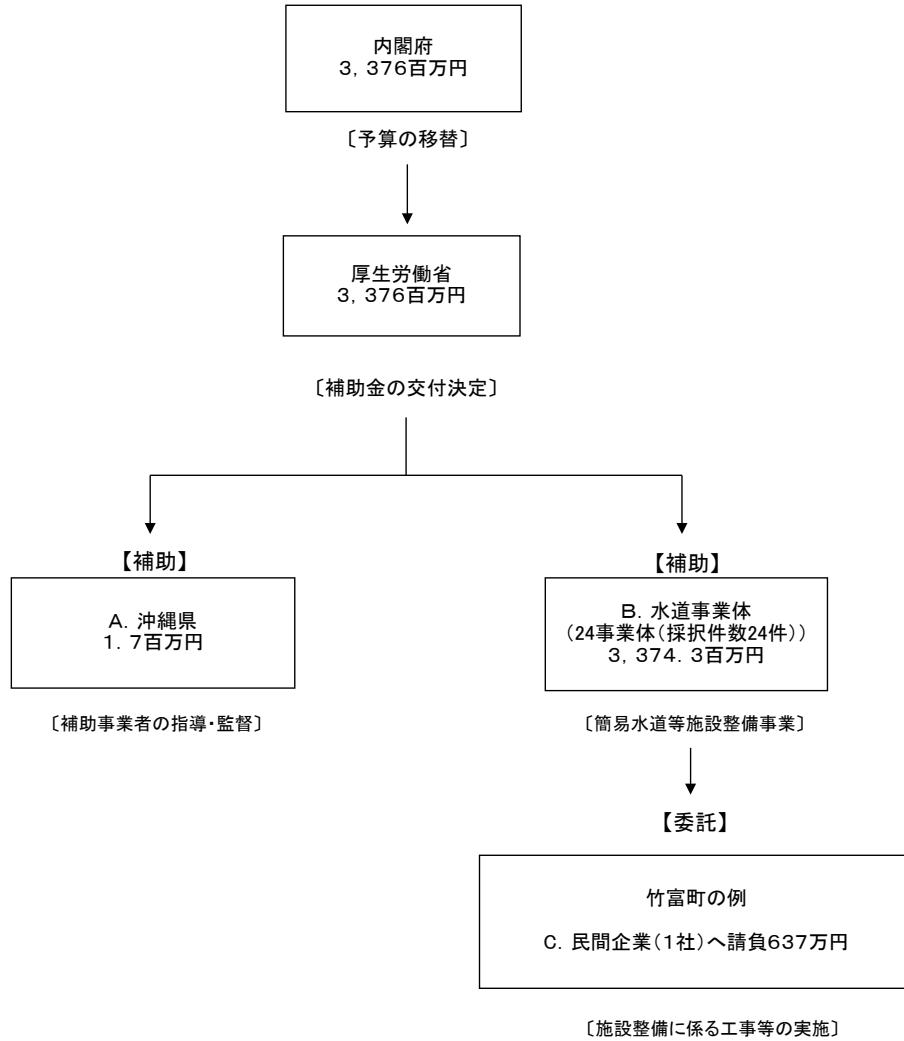 内閣府
3，376百万円
〔予算の移替〕
厚生労働省
3，376百万円
〔補助金の交付決定〕
【補助】
A．沖縄県
1．7百万円
〔補助事業者の指導・監督〕
【補助】
B．水道事業体
（24事業体（採択件数24件））
3，374．3百万円
〔簡易水道等施設整備事業〕
【委託】
竹富町の例
C．民間企業（1社）へ請負637万円
〔施設整備に係る工事等の実施〕